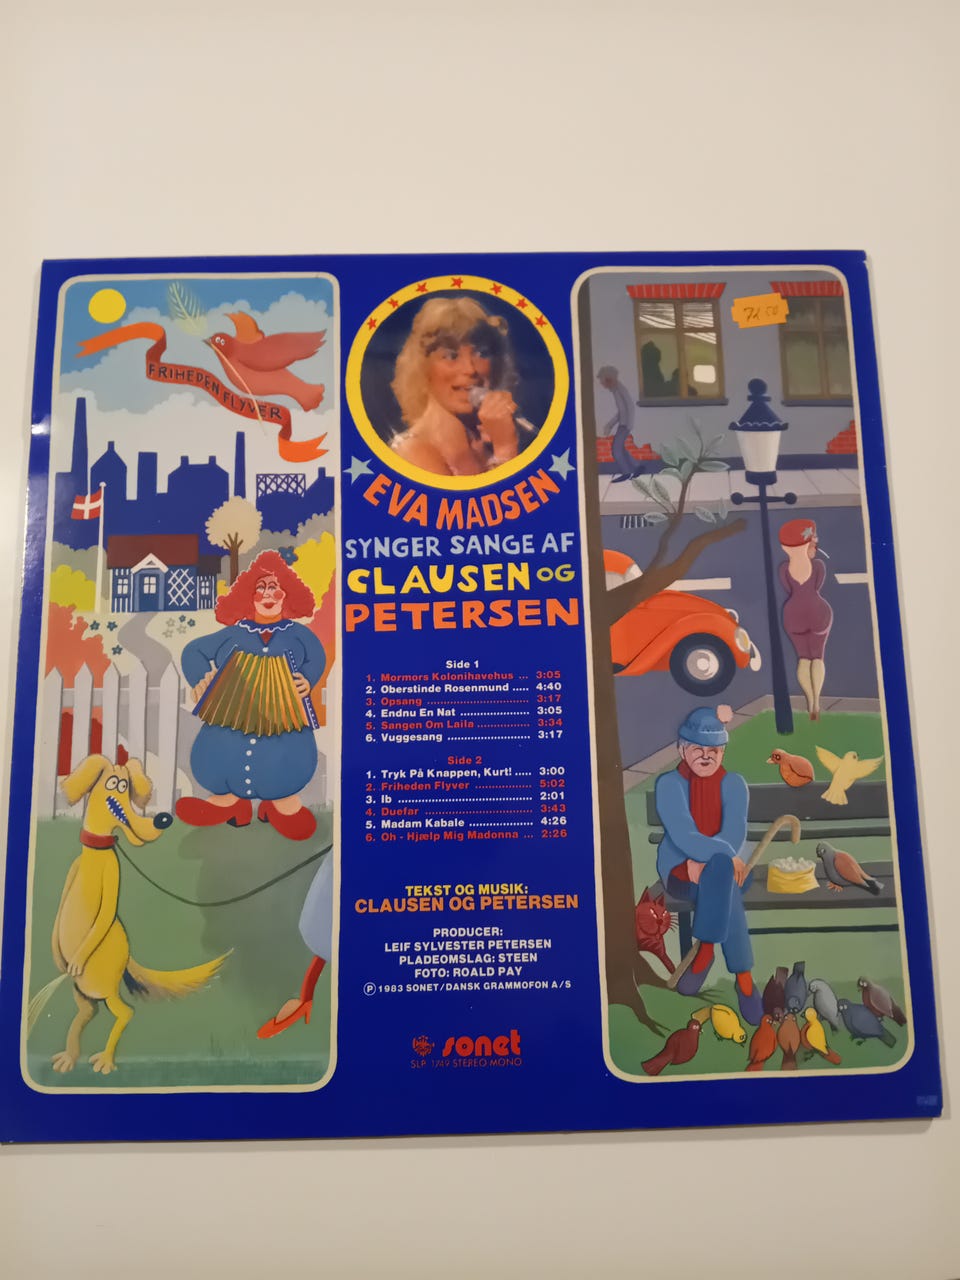 FRIHEDEN FLYVER
72.50
EVA MADSEN
SYNGER SANGE AF
CLAUSEN OG
PETERSEN
Side 1
1. Mormors Kolonihavehus ... 3:05
2. Oberstinde Rosenmund ..... 4:40
3. Opsang ........................... 3:17
4. Endnu En Nat .................. 3:05
5. Sangen Om Laila ............. 3:34
6. Vuggesang ...................... 3:17
Side 2
1. Tryk På Knappen, Kurt! ..... 3:00
2. Friheden Flyver ............... 5:02
3. Ib .................................. 2:01
4. Duefar ............................ 3:43
5. Madam Kabale ................ 4:26
6. Oh - Hjælp Mig Madonna ... 2:26
TEKST OG MUSIK:
CLAUSEN OG PETERSEN
PRODUCER:
LEIF SYLVESTER PETERSEN
PLADEOMSLAG: STEEN
FOTO: ROALD PAY
Ⓟ 1983 SONET/DANSK GRAMMOFON A/S
sonet
SLP 1749 STEREO MONO